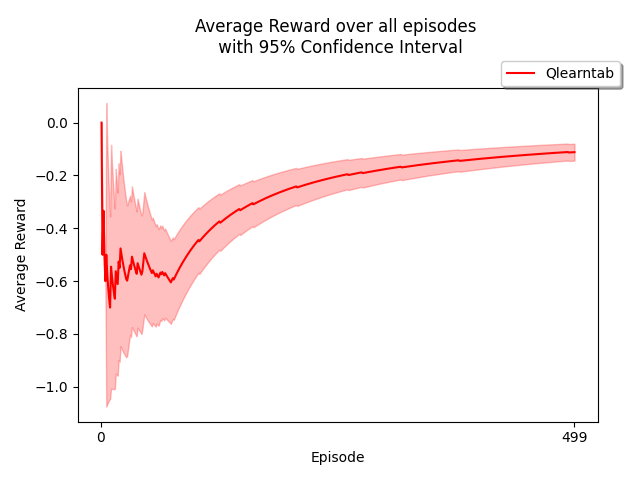 Average Reward over all episodes
with 95% Confidence Interval
Qlearntab
0.0
−0.2
−0.4
−0.6
−0.8
−1.0
Average Reward
0
499
Episode